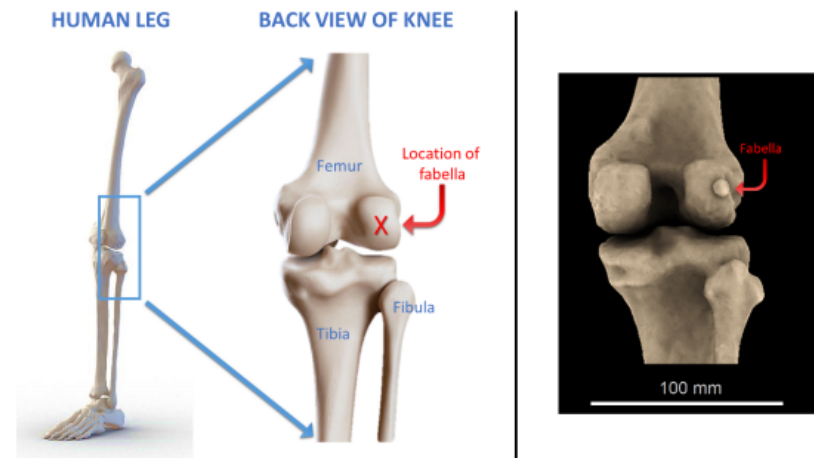 HUMAN LEG
BACK VIEW OF KNEE
Femur
Location of
fabella
X
Fibula
Tibia
Fabella
100 mm